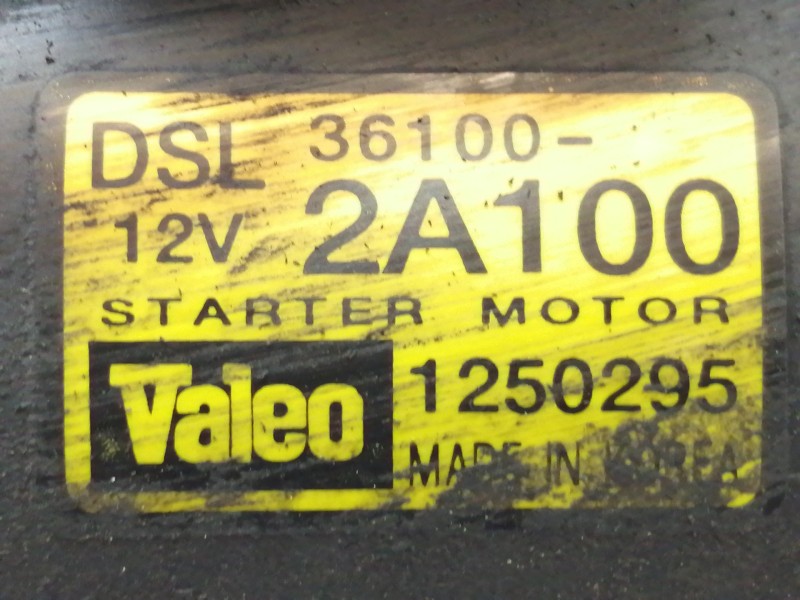 DSL 36100-
12V 2A100
STARTER MOTOR
Valeo 1250295
MADE IN KOREA